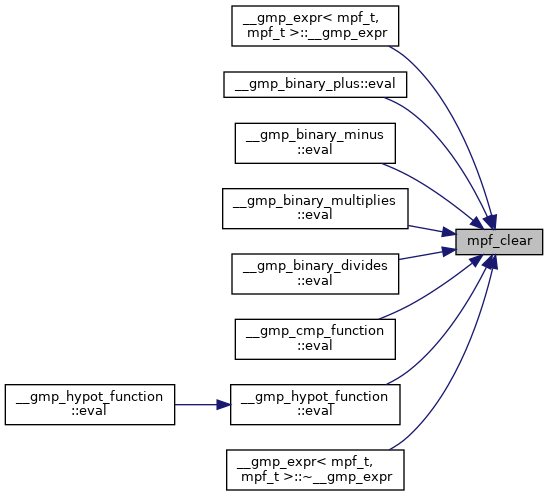 __gmp_expr< mpf_t,
mpf_t >::__gmp_expr
__gmp_binary_plus::eval
__gmp_binary_minus
::eval
__gmp_binary_multiplies
::eval
mpf_clear
__gmp_binary_divides
::eval
__gmp_cmp_function
::eval
__gmp_hypot_function
::eval
__gmp_hypot_function
::eval
__gmp_expr< mpf_t,
mpf_t >::~__gmp_expr